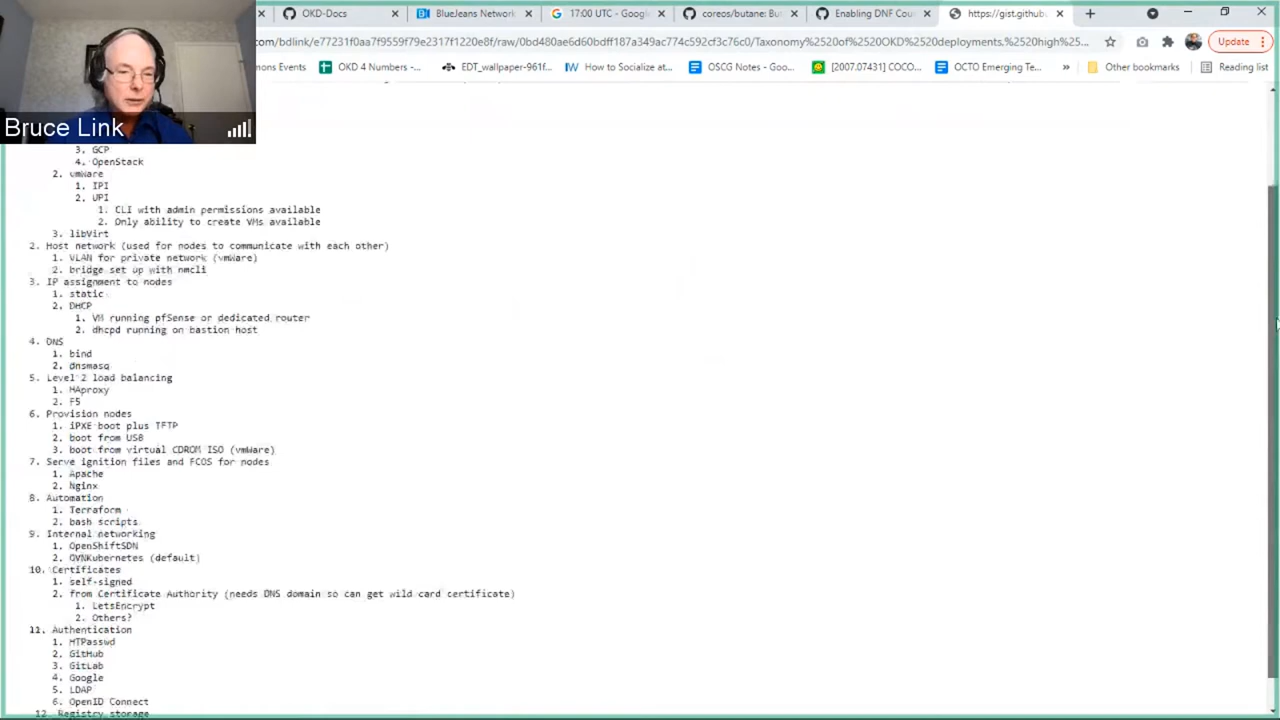 OKD-Docs
BlueJeans Network
17:00 UTC - Google
coreos/butane: Bu
Enabling DNF Cou
https://gist.github
com/bdlink/e77231f0aa7f9559f79e2317f1220e8f/raw/0bd480ae6d60bdff187a349ac774c592cf3c76c0/Taxonomy%2520of%2520OKD%2520deployments,%2520high%25...
Update
mons Events
OKD 4 Numbers -...
EDT_wallpaper-961f...
How to Socialize at...
OSCG Notes - Goo...
[2007.07431] COCO...
OCTO Emerging Te...
»
Other bookmarks
Reading list
Bruce Link
3. GCP
4. OpenStack
2. vmWare
1. IPI
2. UPI
1. CLI with admin permissions available
2. Only ability to create VMs available
3. libVirt
2. Host network (used for nodes to communicate with each other)
1. VLAN for private network (vmWare)
2. bridge set up with nmcli
3. IP assignment to nodes
1. static
2. DHCP
1. VM running pfSense or dedicated router
2. dhcpd running on bastion host
4. DNS
1. bind
2. dnsmasq
5. Level 2 load balancing
1. HAproxy
2. F5
6. Provision nodes
1. iPXE boot plus TFTP
2. boot from USB
3. boot from virtual CDROM ISO (vmWare)
7. Serve ignition files and FCOS for nodes
1. Apache
2. Nginx
8. Automation
1. Terraform
2. bash scripts
9. Internal networking
1. OpenShiftSDN
2. OVNKubernetes (default)
10. Certificates
1. self-signed
2. from Certificate Authority (needs DNS domain so can get wild card certificate)
1. LetsEncrypt
2. Others?
11. Authentication
1. HTPasswd
2. GitHub
3. GitLab
4. Google
5. LDAP
6. OpenID Connect
12. Registry storage